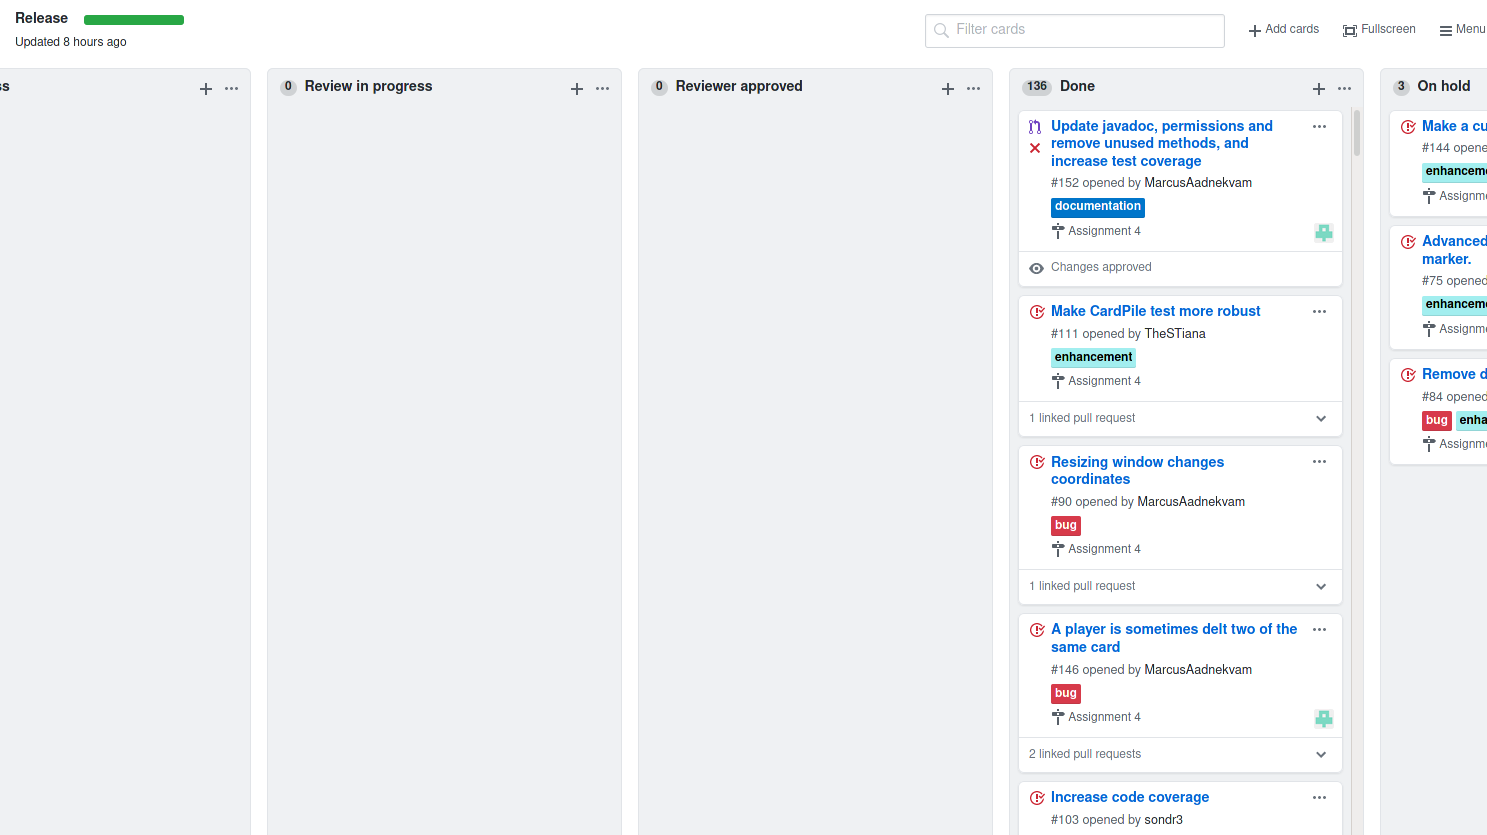 Release
Updated 8 hours ago
Filter cards
Add cards
Fullscreen
Menu
s
0 Review in progress
0 Reviewer approved
136 Done
Update javadoc, permissions and
remove unused methods, and
increase test coverage
#152 opened by MarcusAadnekvam
documentation
Assignment 4
Changes approved
Make CardPile test more robust
#111 opened by TheSTiana
enhancement
Assignment 4
1 linked pull request
Resizing window changes
coordinates
#90 opened by MarcusAadnekvam
bug
Assignment 4
1 linked pull request
A player is sometimes delt two of the
same card
#146 opened by MarcusAadnekvam
bug
Assignment 4
2 linked pull requests
Increase code coverage
#103 opened by sondr3
3 On hold
Make a cu
#144 opene
enhanceme
Assignme
Advanced
marker.
#75 opened
enhanceme
Assignme
Remove d
#84 opened
bug enha
Assignme